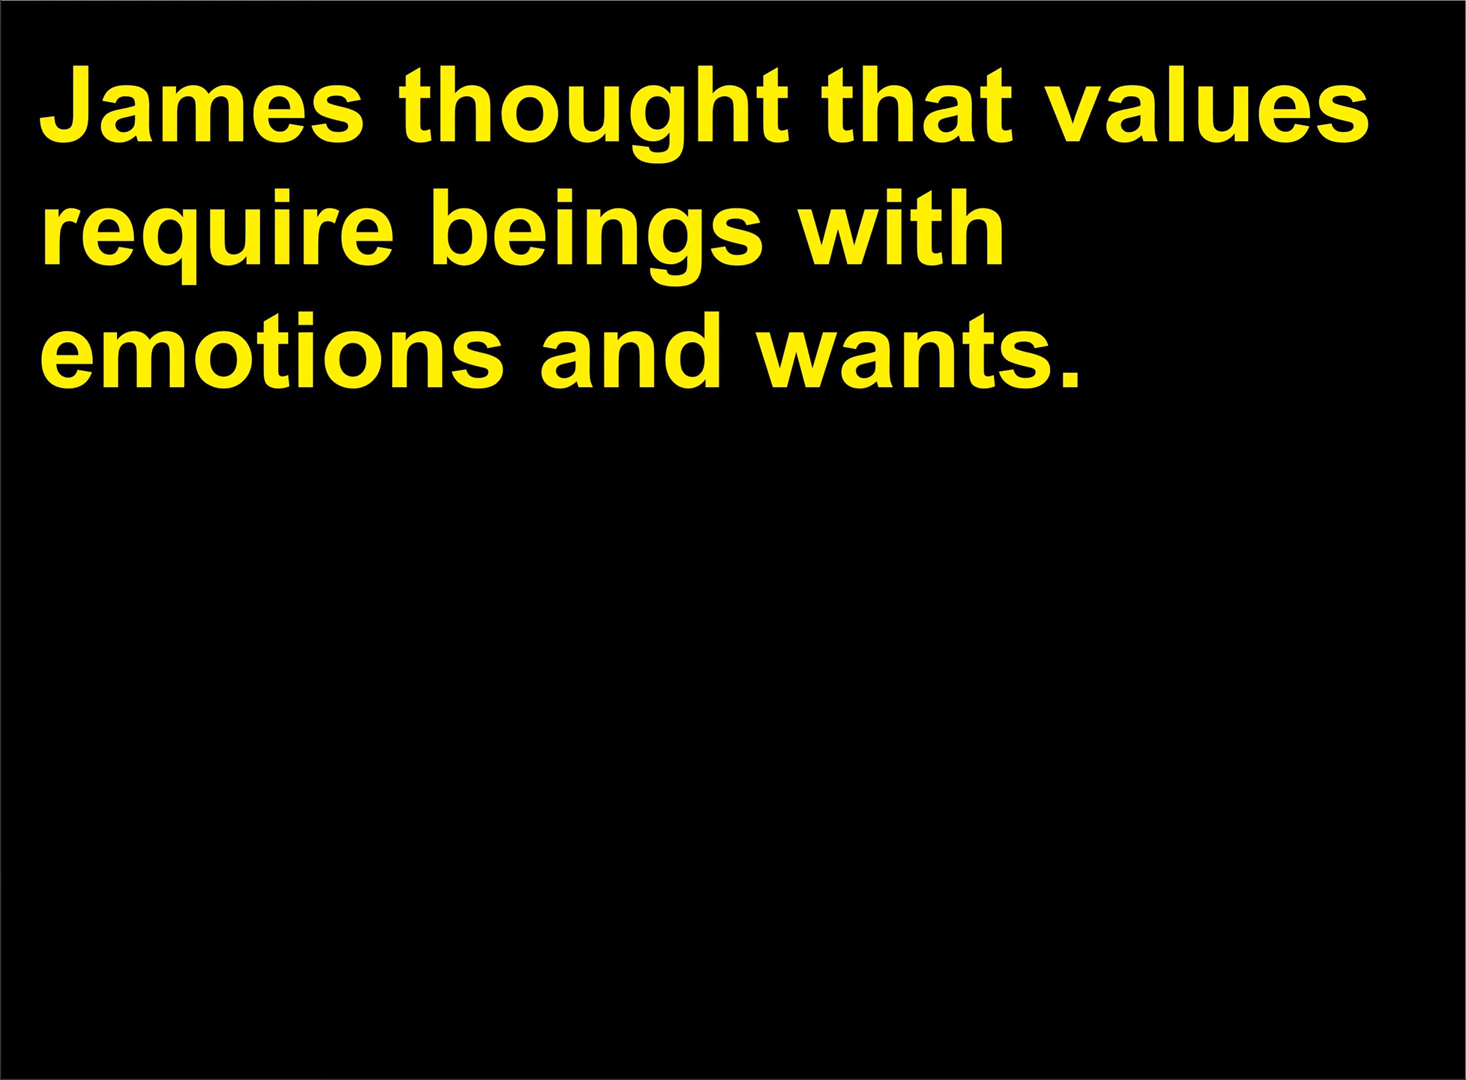 James thought that values
require beings with
emotions and wants.